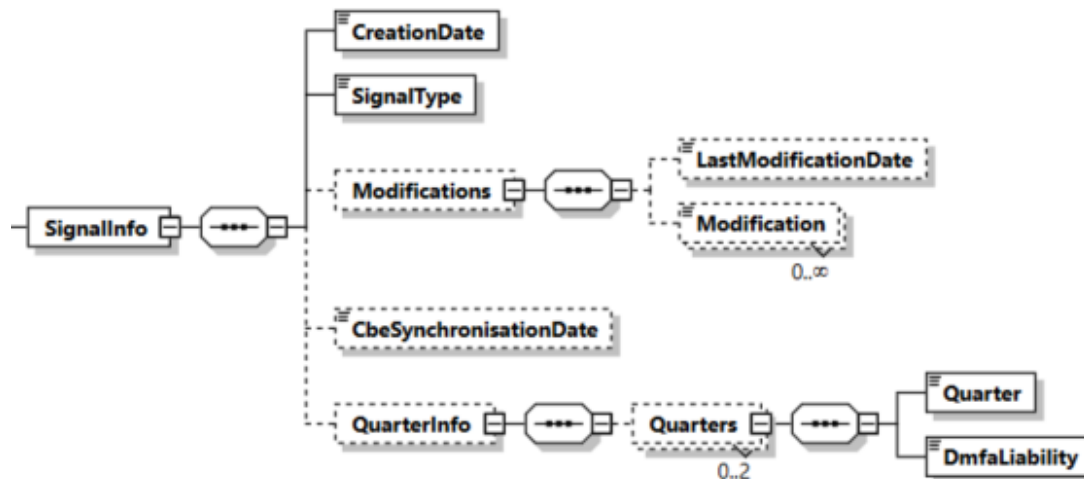 CreationDate
SignalType
LastModificationDate
Modifications
Modification
0..∞
SignalInfo
CbeSynchronisationDate
Quarter
QuarterInfo
Quarters
0..2
DmfaLiability